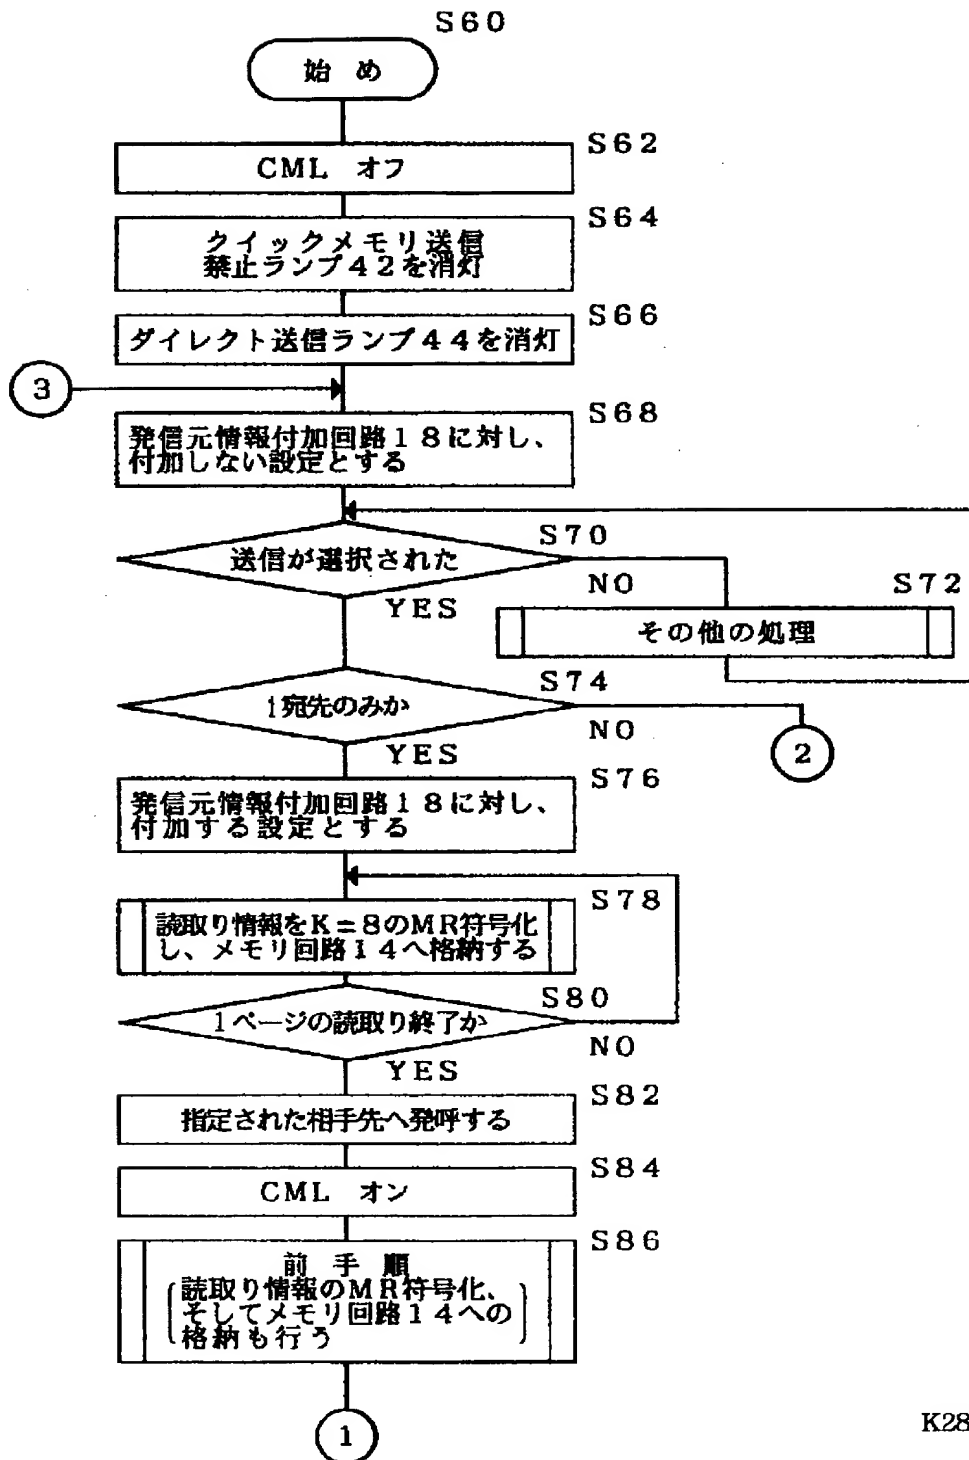 S60
始め
S62
CML オフ
S64
クイックメモリ送信
禁止ランプ42を消灯
S66
ダイレクト送信ランプ44を消灯
3
S68
発信元情報付加回路18に対し、
付加しない設定とする
S70
送信が選択された
NO
YES
S72
その他の処理
S74
1宛先のみか
NO
YES
2
S76
発信元情報付加回路18に対し、
付加する設定とする
S78
読取り情報をK=8のMR符号化
し、メモリ回路14へ格納する
S80
1ページの読取り終了か
NO
YES
S82
指定された相手先へ発呼する
S84
CML オン
S86
前手順
読取り情報のMR符号化、
そしてメモリ回路14への
格納も行う
1
K28